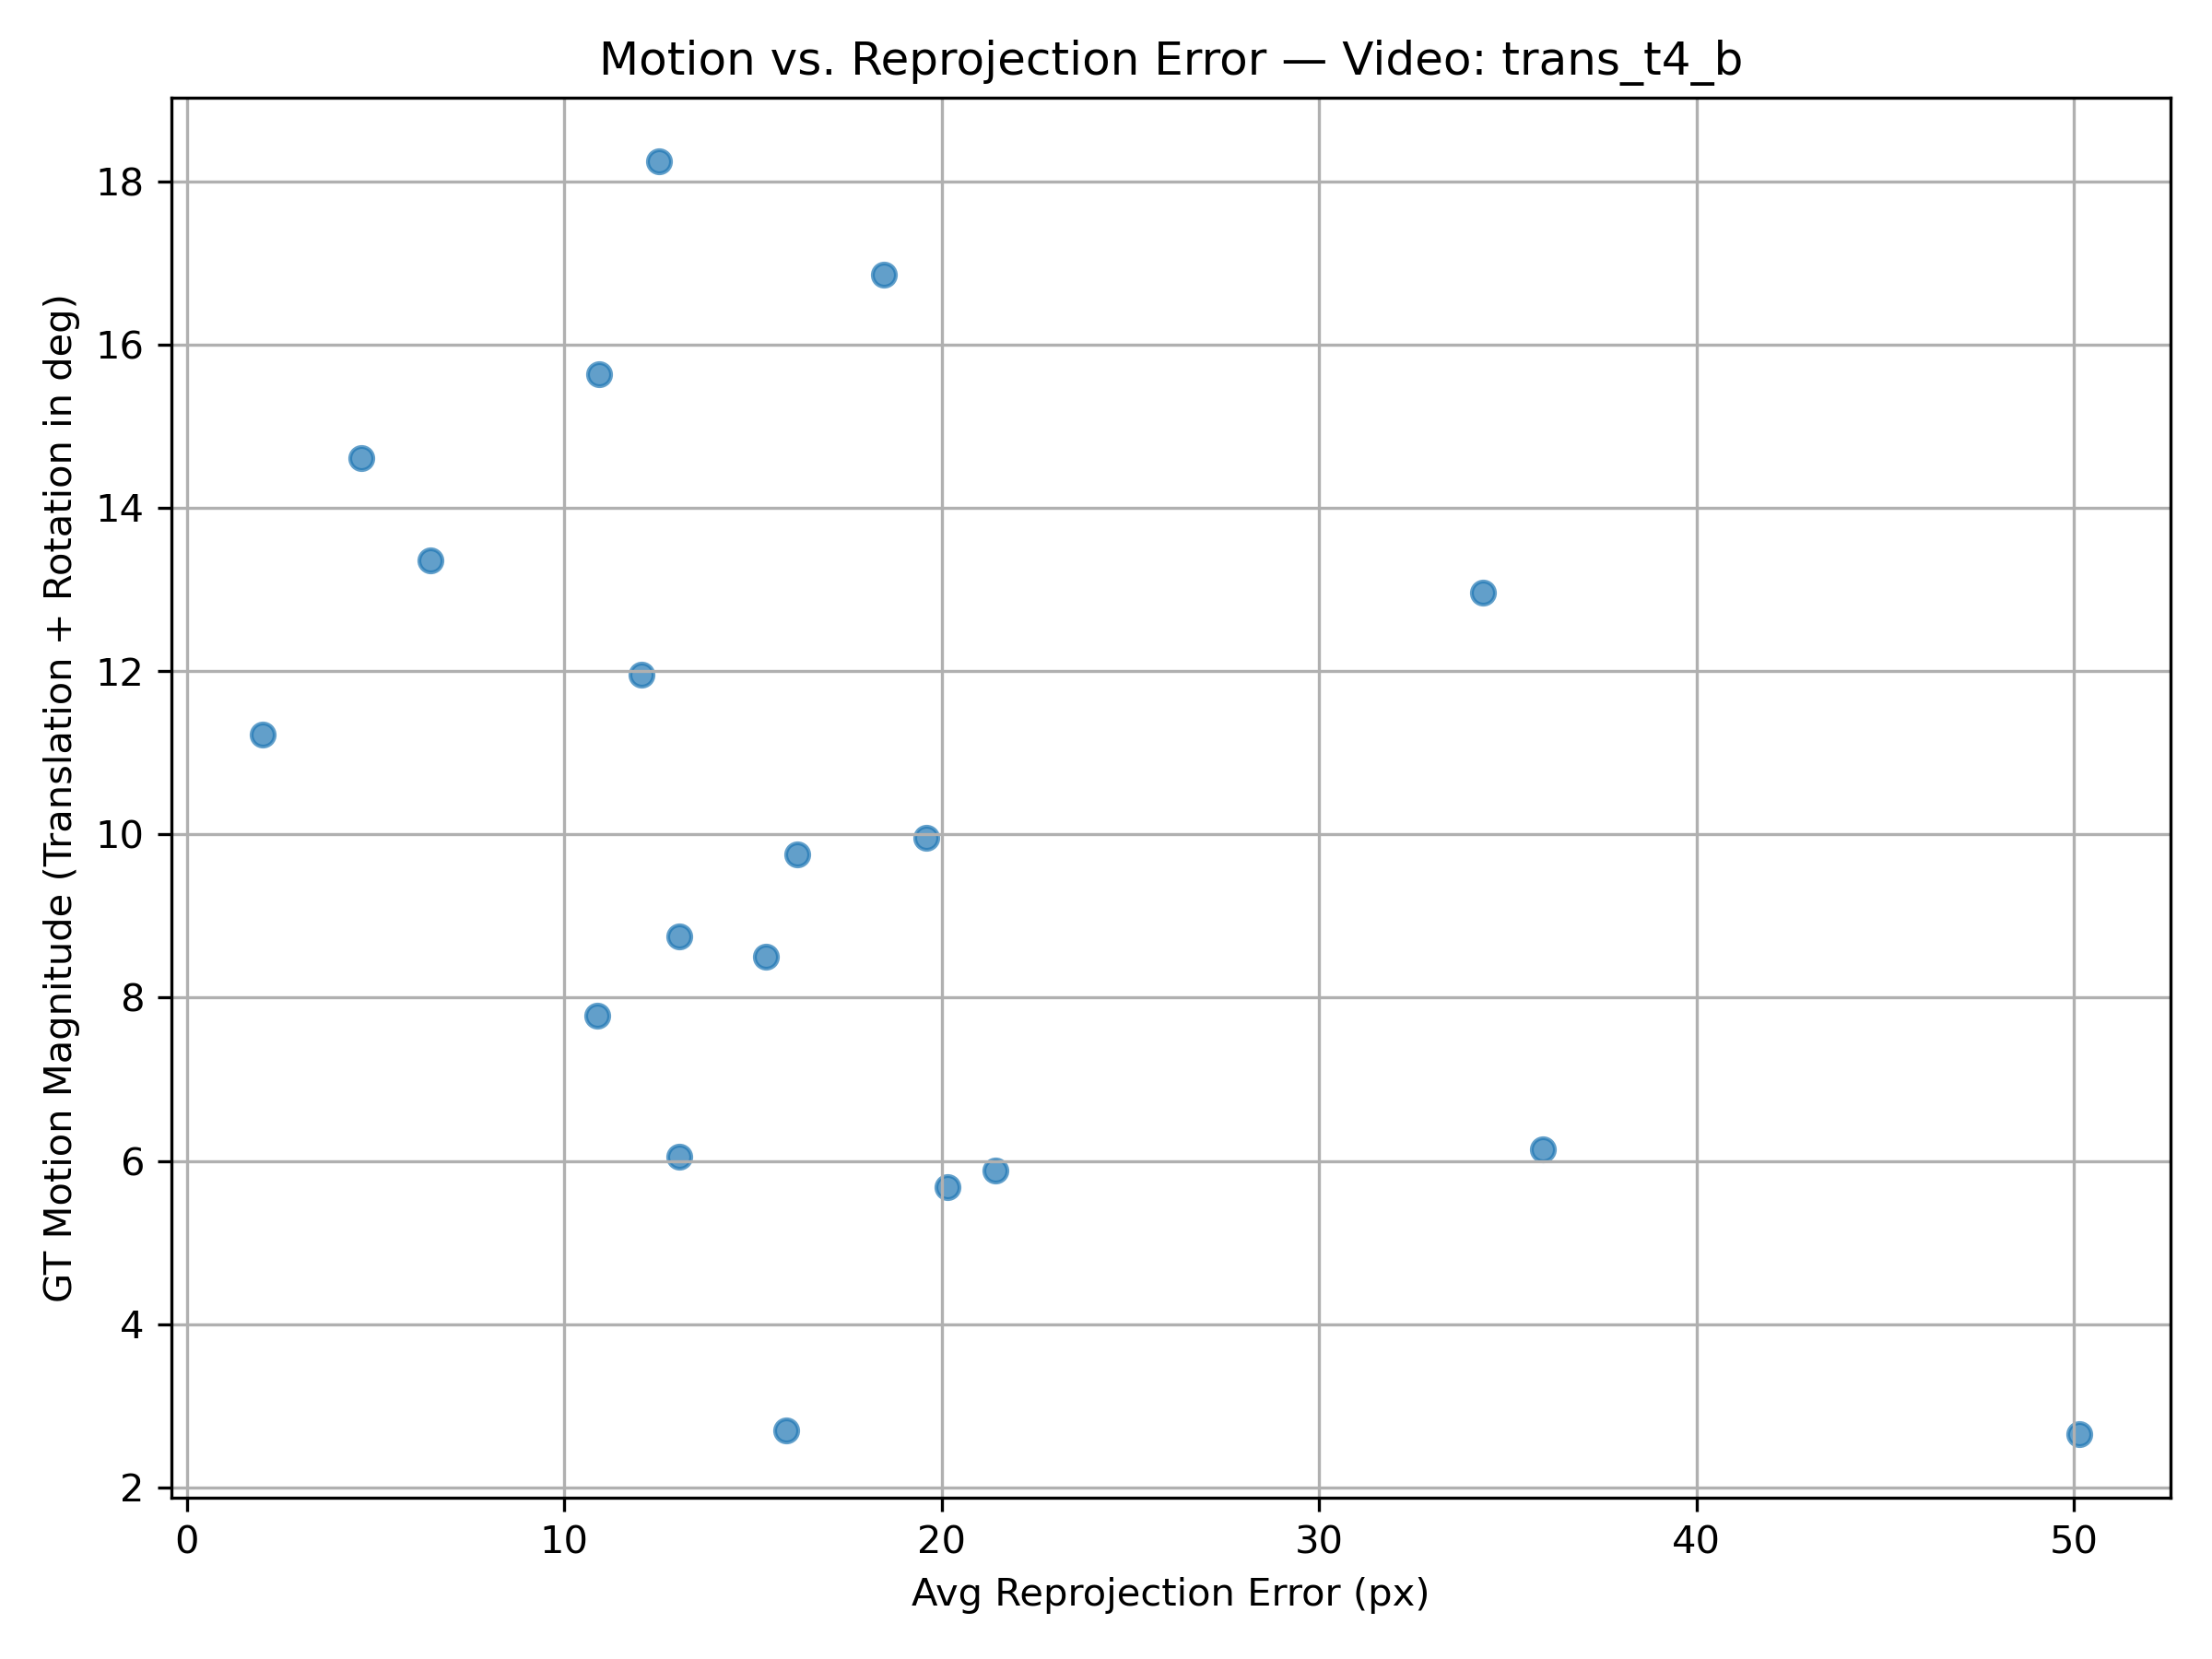 Motion vs. Reprojection Error — Video: trans_t4_b
GT Motion Magnitude (Translation + Rotation in deg)
18
16
14
12
10
8
6
4
2
0 10 20 30 40 50
Avg Reprojection Error (px)